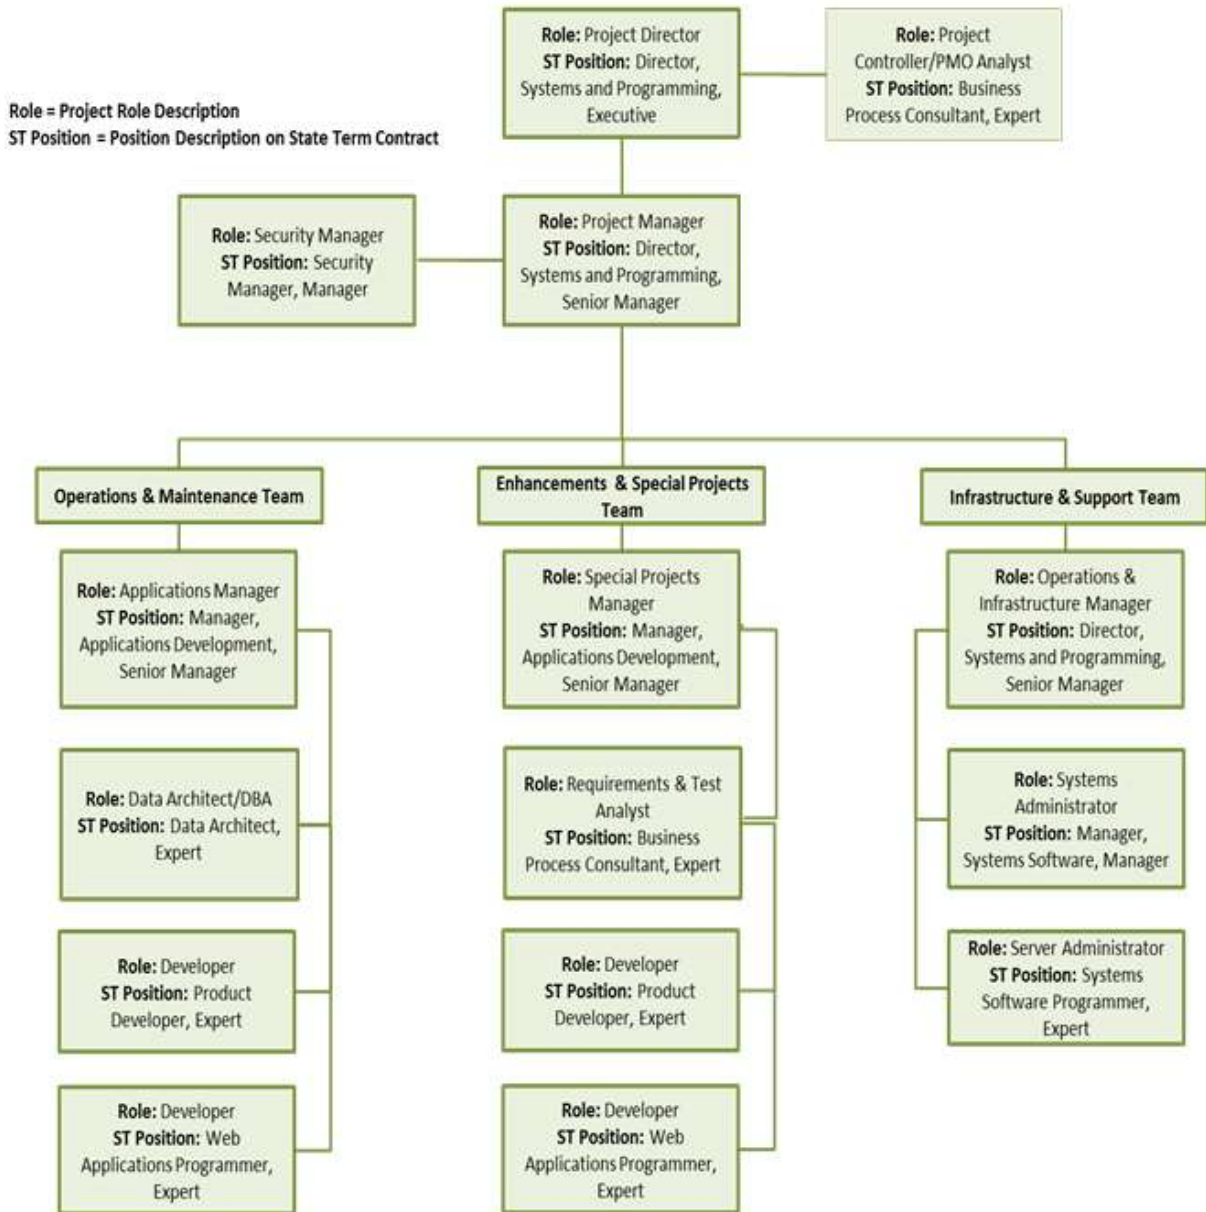 Role: Project Director
ST Position: Director,
Systems and Programming,
Executive
Role: Project
Controller/PMO Analyst
ST Position: Business
Process Consultant, Expert
Role = Project Role Description
ST Position = Position Description on State Term Contract
Role: Security Manager
ST Position: Security
Manager, Manager
Role: Project Manager
ST Position: Director,
Systems and Programming,
Senior Manager
Operations & Maintenance Team
Enhancements & Special Projects
Team
Infrastructure & Support Team
Role: Applications Manager
ST Position: Manager,
Applications Development,
Senior Manager
Role: Special Projects
Manager
ST Position: Manager,
Applications Development,
Senior Manager
Role: Operations &
Infrastructure Manager
ST Position: Director,
Systems and Programming,
Senior Manager
Role: Data Architect/DBA
ST Position: Data Architect,
Expert
Role: Requirements & Test
Analyst
ST Position: Business
Process Consultant, Expert
Role: Systems
Administrator
ST Position: Manager,
Systems Software, Manager
Role: Developer
ST Position: Product
Developer, Expert
Role: Developer
ST Position: Product
Developer, Expert
Role: Server Administrator
ST Position: Systems
Software Programmer,
Expert
Role: Developer
ST Position: Web
Applications Programmer,
Expert
Role: Developer
ST Position: Web
Applications Programmer,
Expert